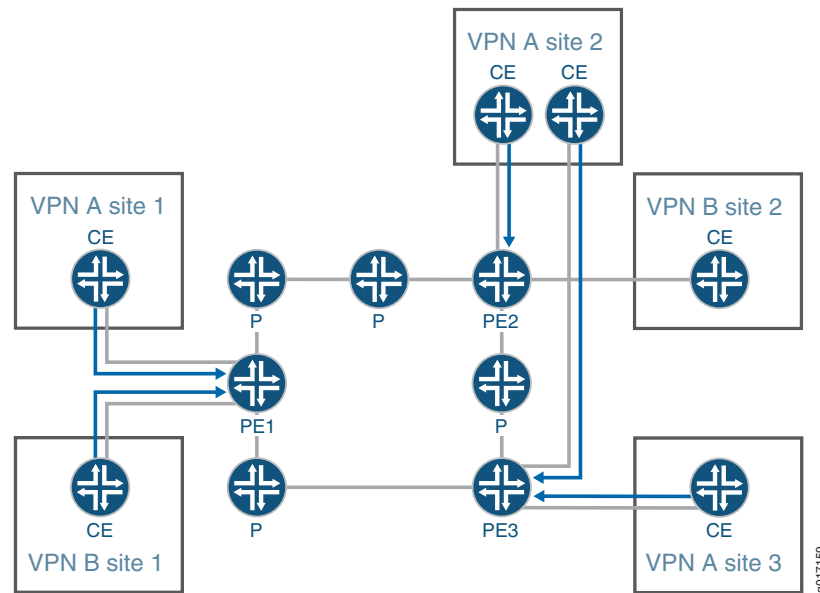 VPN A site 2
CE CE
VPN A site 1
CE
VPN B site 2
CE
P
P
PE2
PE1
P
CE
VPN B site 1
P
PE3
CE
VPN A site 3
g017159